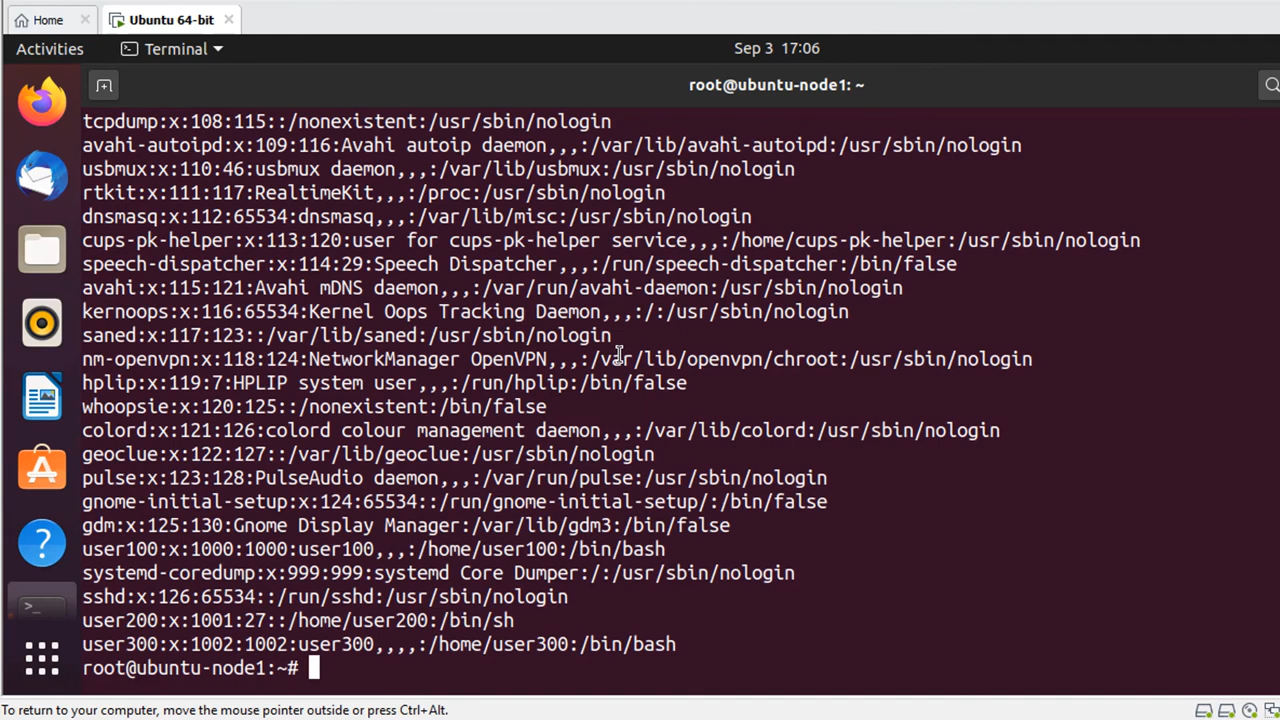 Home
Ubuntu 64-bit
Activities
Terminal
Sep 3 17:06
root@ubuntu-node1: ~
tcpdump:x:108:115::/nonexistent:/usr/sbin/nologin
avahi-autoipd:x:109:116:Avahi autoip daemon,,,:/var/lib/avahi-autoipd:/usr/sbin/nologin
usbmux:x:110:46:usbmux daemon,,,:/var/lib/usbmux:/usr/sbin/nologin
rtkit:x:111:117:RealtimeKit,,,:/proc:/usr/sbin/nologin
dnsmasq:x:112:65534:dnsmasq,,,:/var/lib/misc:/usr/sbin/nologin
cups-pk-helper:x:113:120:user for cups-pk-helper service,,,:/home/cups-pk-helper:/usr/sbin/nologin
speech-dispatcher:x:114:29:Speech Dispatcher,,,:/run/speech-dispatcher:/bin/false
avahi:x:115:121:Avahi mDNS daemon,,,:/var/run/avahi-daemon:/usr/sbin/nologin
kernoops:x:116:65534:Kernel Oops Tracking Daemon,,,:/:/usr/sbin/nologin
saned:x:117:123::/var/lib/saned:/usr/sbin/nologin
nm-openvpn:x:118:124:NetworkManager OpenVPN,,,:/var/lib/openvpn/chroot:/usr/sbin/nologin
hplip:x:119:7:HPLIP system user,,,:/run/hplip:/bin/false
whoopsie:x:120:125::/nonexistent:/bin/false
colord:x:121:126:colord colour management daemon,,,:/var/lib/colord:/usr/sbin/nologin
geoclue:x:122:127::/var/lib/geoclue:/usr/sbin/nologin
pulse:x:123:128:PulseAudio daemon,,,:/var/run/pulse:/usr/sbin/nologin
gnome-initial-setup:x:124:65534::/run/gnome-initial-setup/:/bin/false
gdm:x:125:130:Gnome Display Manager:/var/lib/gdm3:/bin/false
user100:x:1000:1000:user100,,,:/home/user100:/bin/bash
systemd-coredump:x:999:999:systemd Core Dumper:/:/usr/sbin/nologin
sshd:x:126:65534::/run/sshd:/usr/sbin/nologin
user200:x:1001:27::/home/user200:/bin/sh
user300:x:1002:1002:user300,,,,:/home/user300:/bin/bash
root@ubuntu-node1:~#
To return to your computer, move the mouse pointer outside or press Ctrl+Alt.